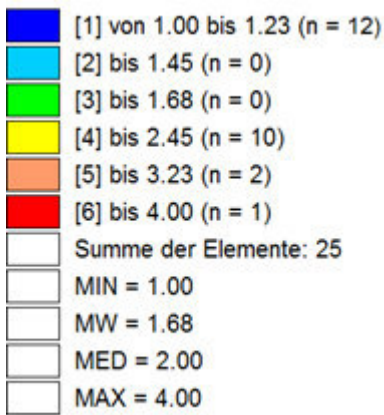 [1] von 1.00 bis 1.23 (n = 12)
[2] bis 1.45 (n = 0)
[3] bis 1.68 (n = 0)
[4] bis 2.45 (n = 10)
[5] bis 3.23 (n = 2)
[6] bis 4.00 (n = 1)
Summe der Elemente: 25
MIN = 1.00
MW = 1.68
MED = 2.00
MAX = 4.00